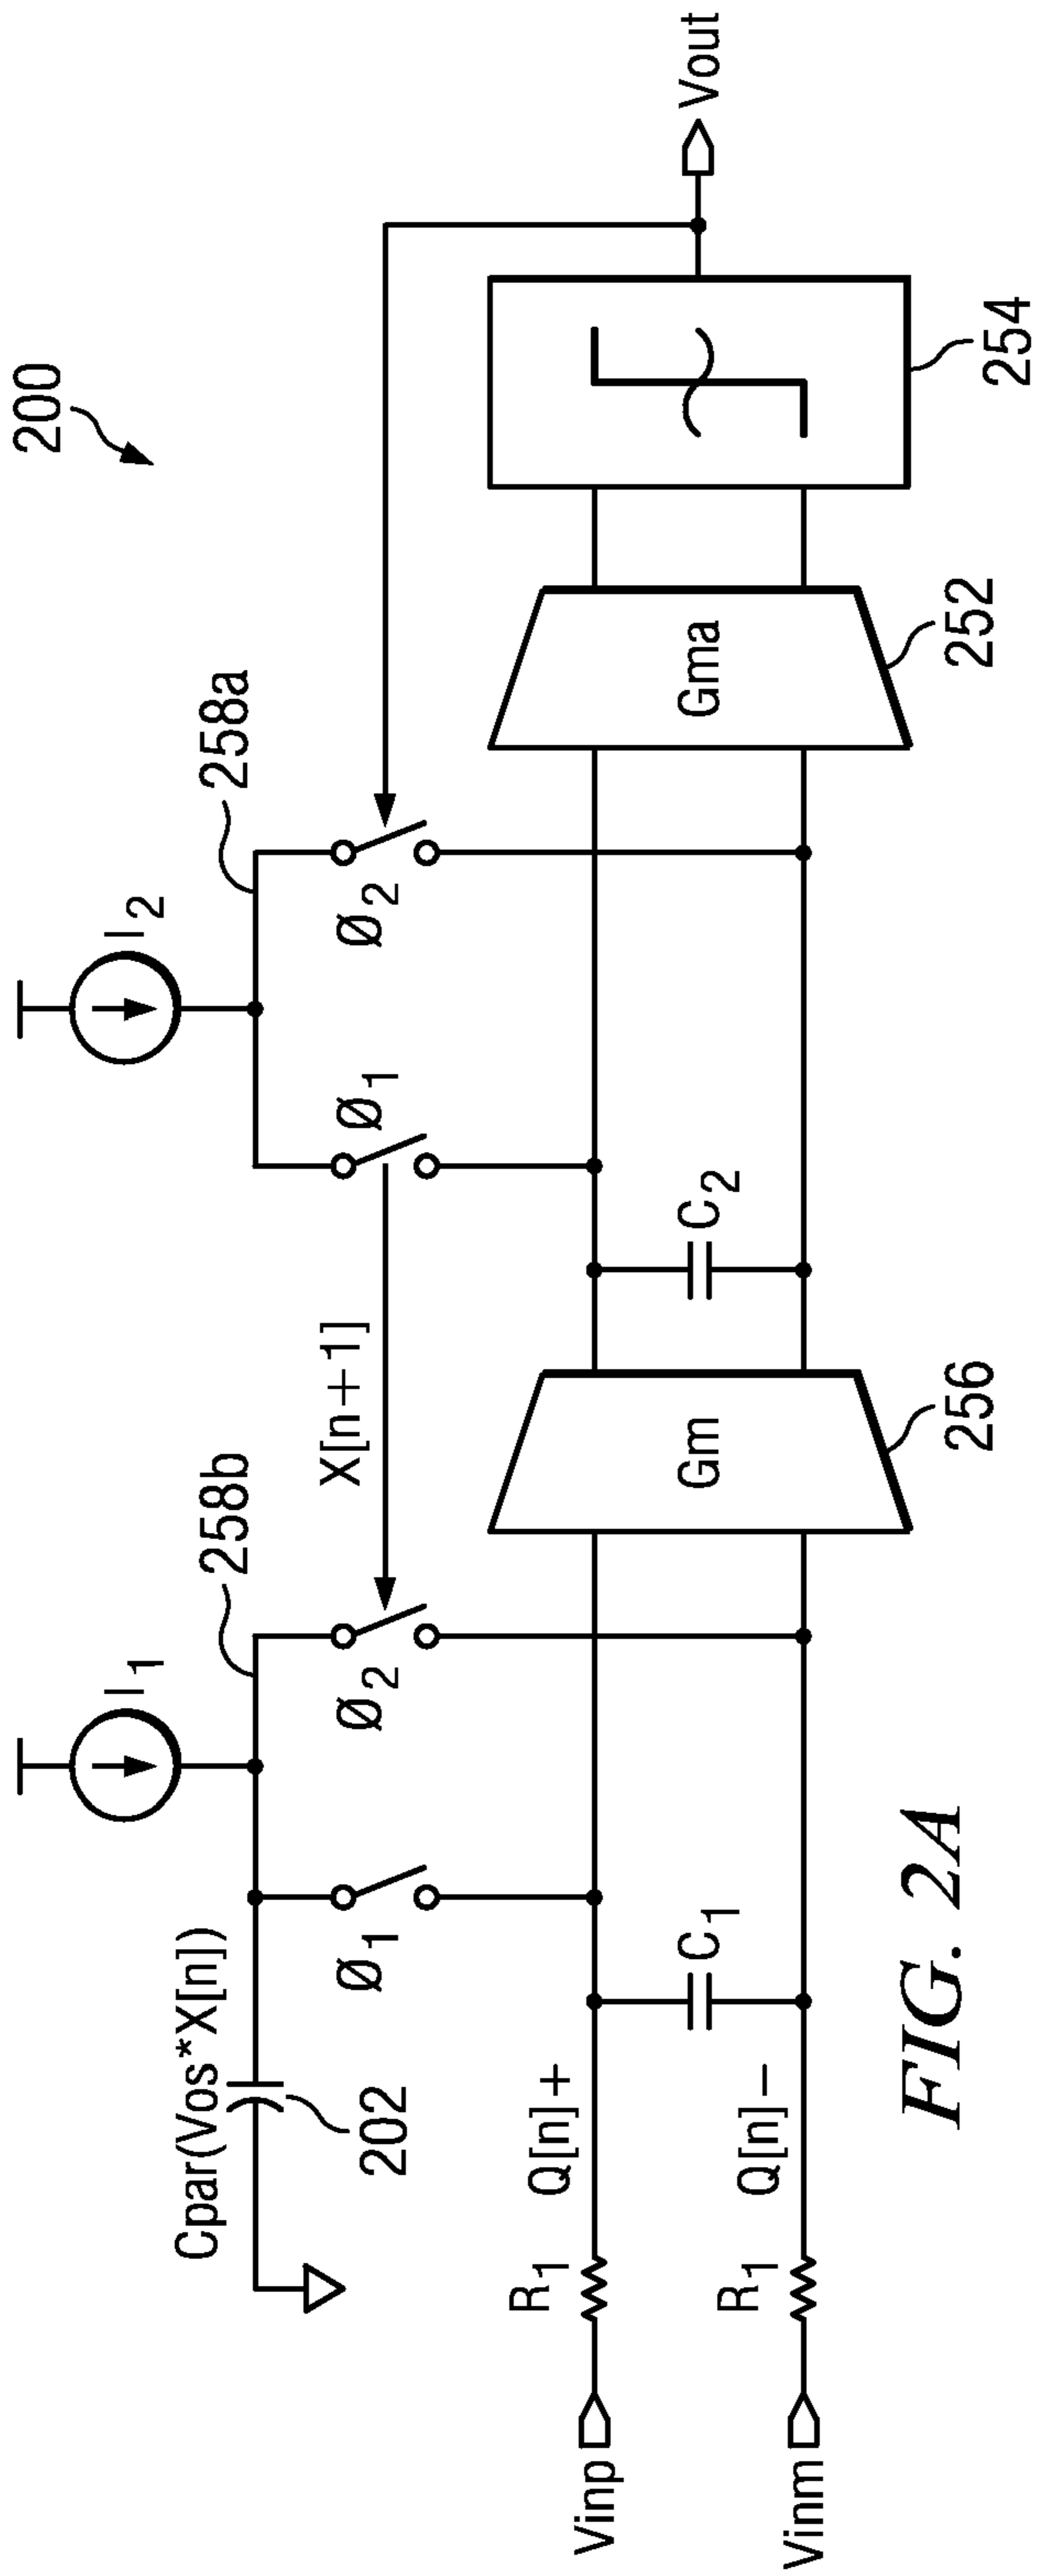 200
I1
I2
258b
258a
Cpar(Vos*X[n])
202
Ø1
Ø2
X[n+1]
Ø1
Ø2
Vinp
R1
Q[n]+
C1
Gm
C2
Gma
Vout
Vinm
R1
Q[n]−
256
252
254
FIG. 2A